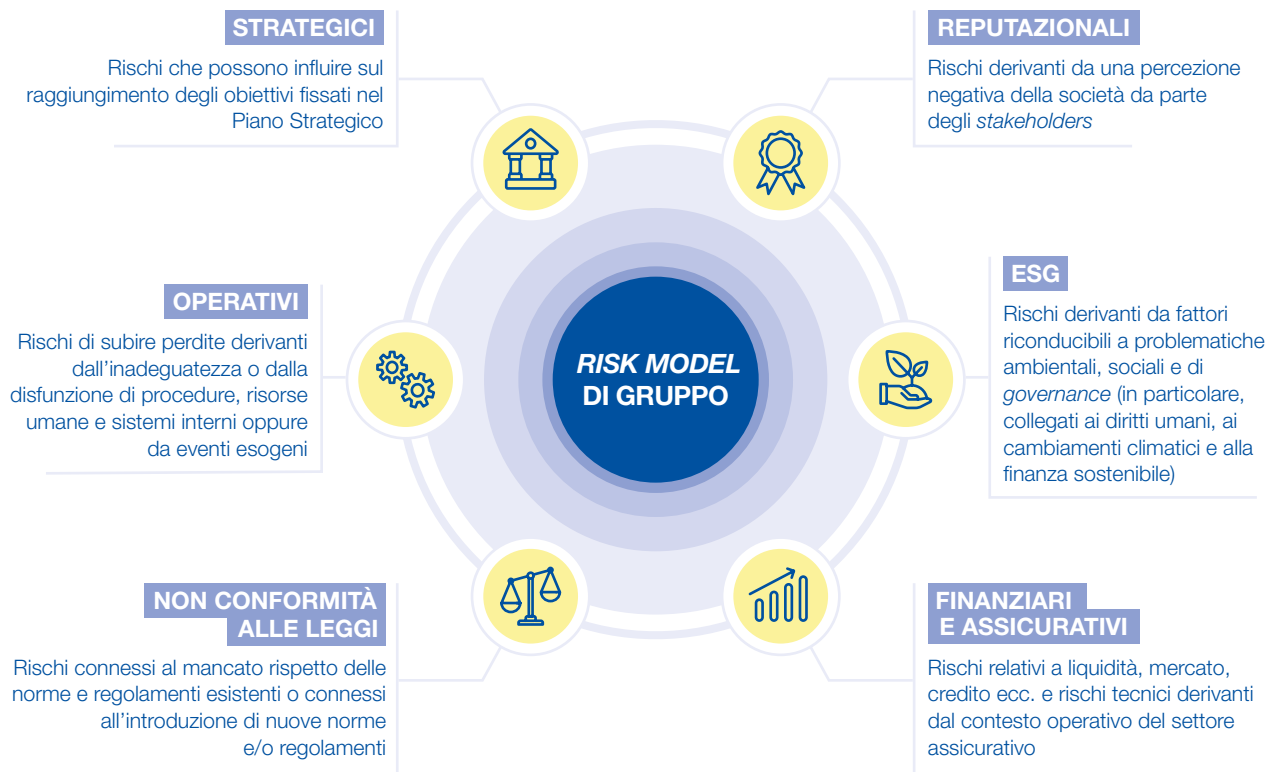 STRATEGICI
Rischi che possono influire sul
raggiungimento degli obiettivi fissati nel
Piano Strategico
REPUTAZIONALI
Rischi derivanti da una percezione
negativa della società da parte
degli stakeholders
OPERATIVI
Rischi di subire perdite derivanti
dall'inadeguatezza o dalla
disfunzione di procedure, risorse
umane e sistemi interni oppure
da eventi esogeni
RISK MODEL
DI GRUPPO
ESG
Rischi derivanti da fattori
riconducibili a problematiche
ambientali, sociali e di
governance (in particolare,
collegati ai diritti umani, ai
cambiamenti climatici e alla
finanza sostenibile)
NON CONFORMITÀ
ALLE LEGGI
Rischi connessi al mancato rispetto delle
norme e regolamenti esistenti o connessi
all'introduzione di nuove norme
e/o regolamenti
FINANZIARI
E ASSICURATIVI
Rischi relativi a liquidità, mercato,
credito ecc. e rischi tecnici derivanti
dal contesto operativo del settore
assicurativo